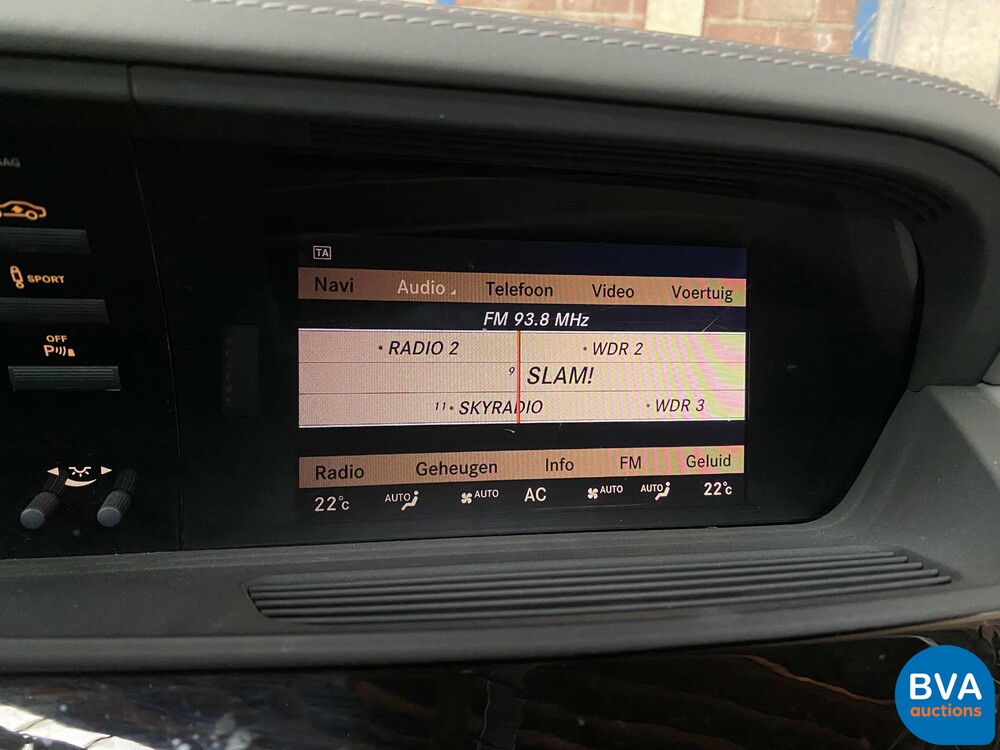 SPORT
OFF
P
TA
Navi Audio Telefoon Video Voertuig
FM 93.8 MHz
• RADIO 2 • WDR 2
9 SLAM!
11• SKYRADIO • WDR 3
Radio Geheugen Info FM Geluid
22°C AUTO AUTO AC AUTO AUTO 22°C
BVA
auctions